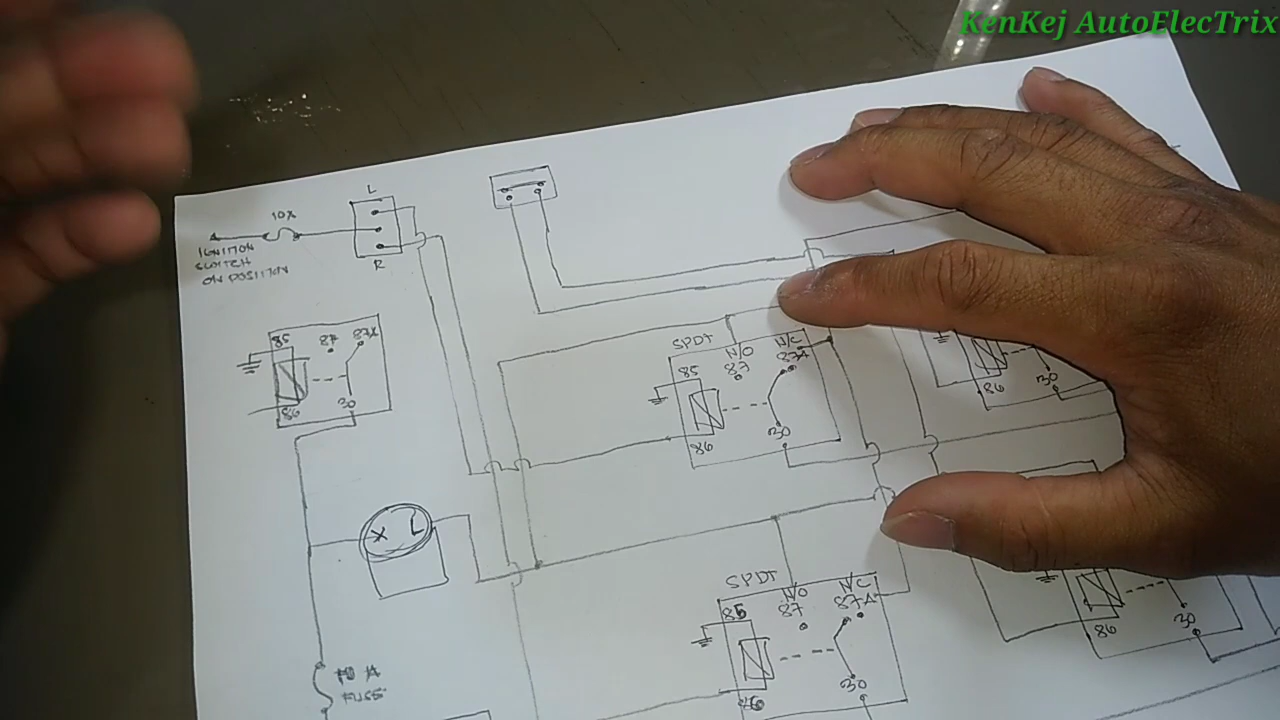 KenKej AutoElecTrix
L
10A
IGNITION
SWITCH
ON POSITION
R
85
87
87A
86
30
SPDT
N/O
N/C
85
87
87A
86
30
86
30
X L
FUSE
SPDT
N/O
N/C
85
87
87A
86
30
86
30